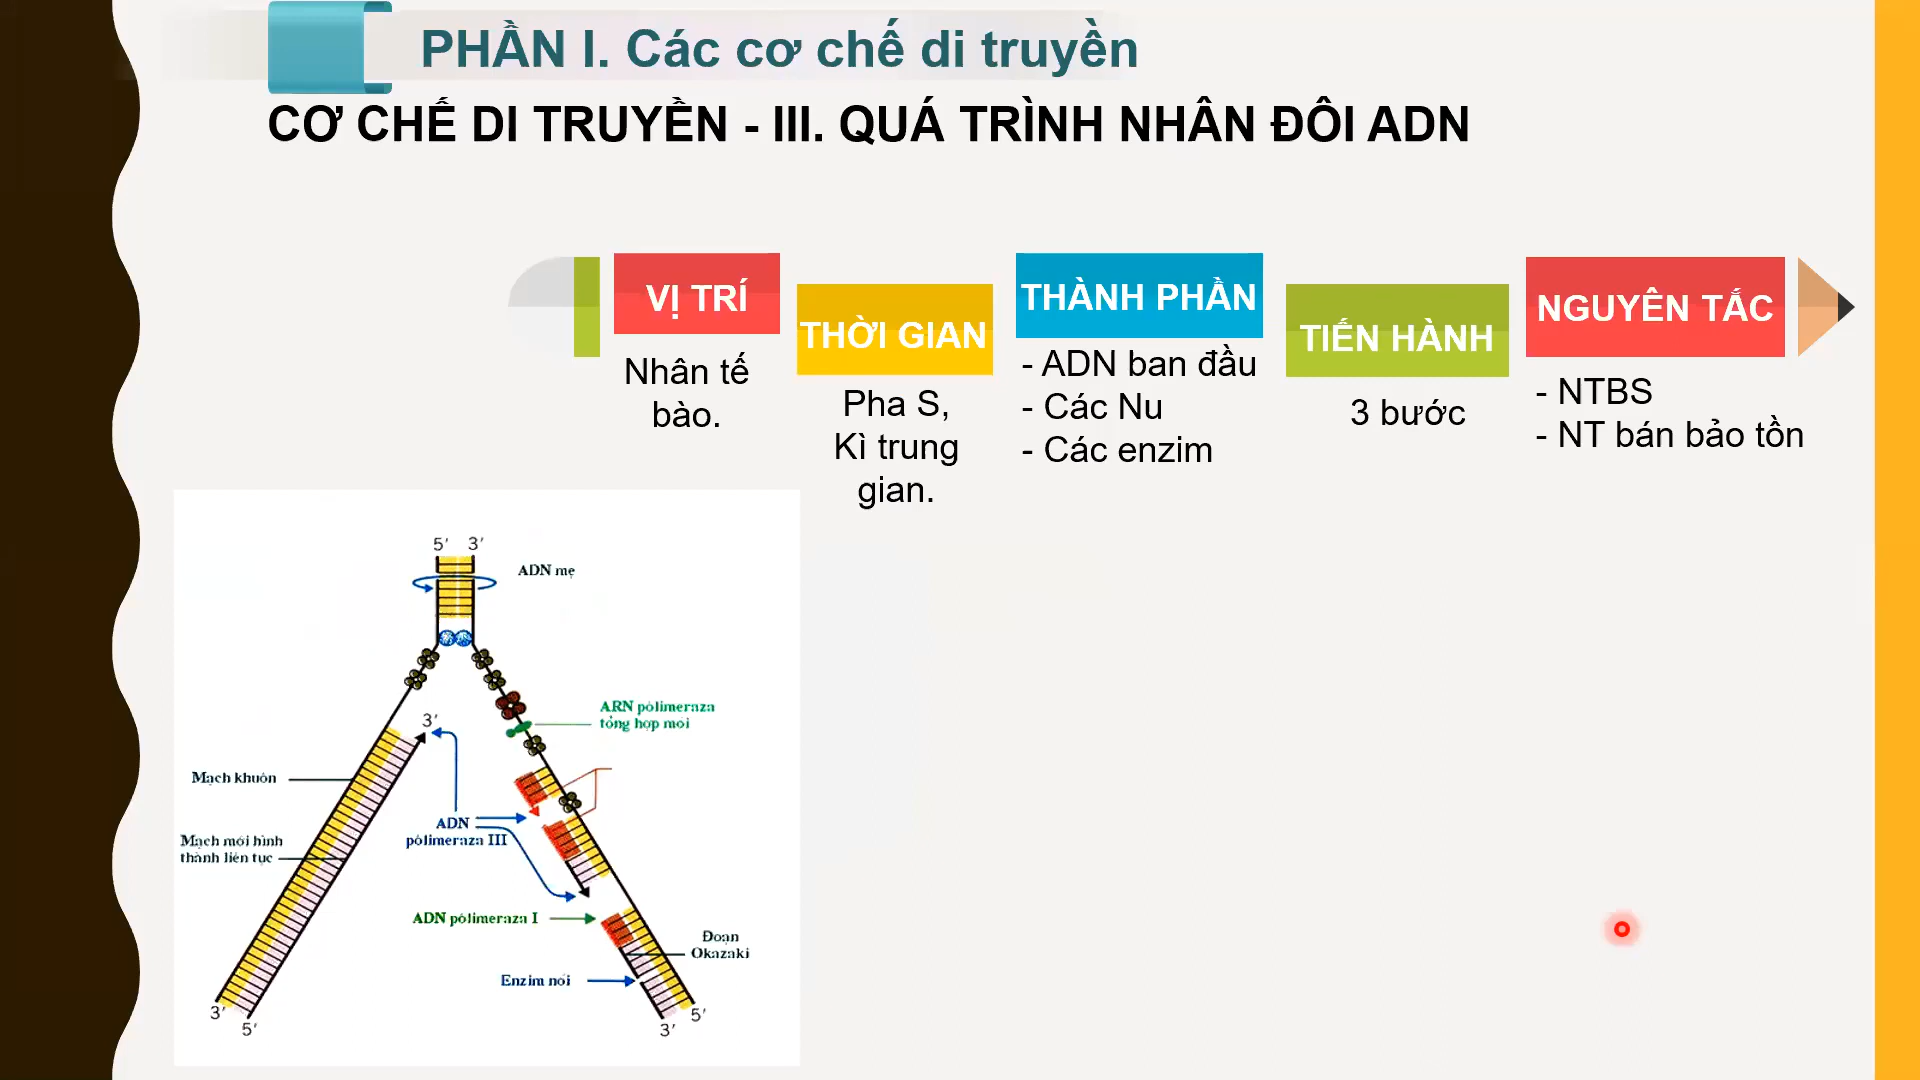 PHẦN I. Các cơ chế di truyền
CƠ CHẾ DI TRUYỀN - III. QUÁ TRÌNH NHÂN ĐÔI ADN
VỊ TRÍ
Nhân tế
bào.
THỜI GIAN
Pha S,
Kì trung
gian.
THÀNH PHẦN
- ADN ban đầu
- Các Nu
- Các enzim
TIẾN HÀNH
3 bước
NGUYÊN TẮC
- NTBS
- NT bán bảo tồn
5' 3'
ADN mẹ
ARN pôlimeraza
tổng hợp mồi
3'
Mạch khuôn
ADN
pôlimeraza III
Mạch mới hình
thành liên tục
ADN pôlimeraza I
Đoạn
Okazaki
Enzim nối
3'
5'
5'
3'